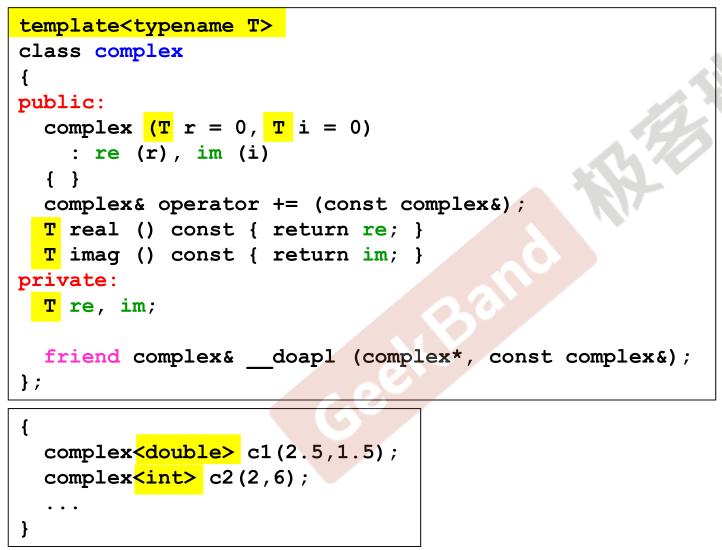 template<typename T>
class complex
{
public:
  complex (T r = 0, T i = 0)
    : re (r), im (i)
  { }
  complex& operator += (const complex&);
  T real () const { return re; }
  T imag () const { return im; }
private:
  T re, im;
  friend complex& __doapl (complex*, const complex&);
};
{
  complex<double> c1(2.5,1.5);
  complex<int> c2(2,6);
  ...
}
GeekBand
极客班